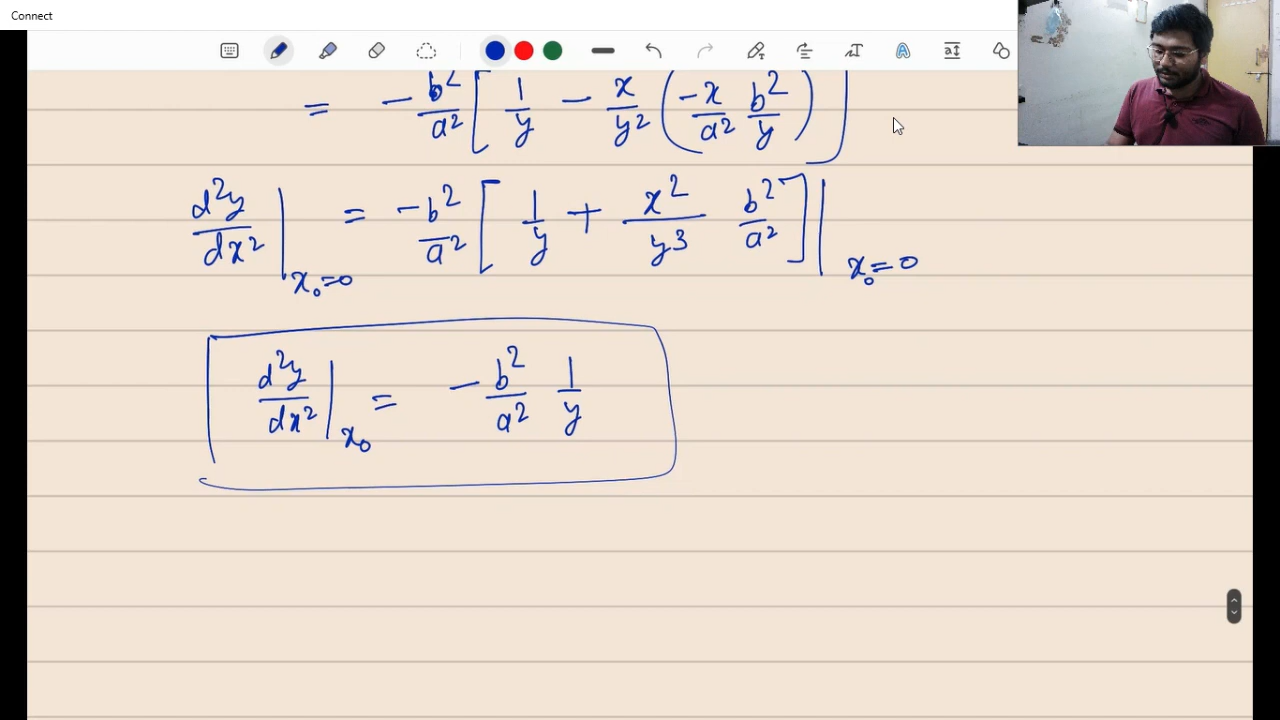 Connect
= -b²/a² [ 1/y - x/y² ( -x/a² b²/y ) ]
d²y/dx² |x₀=0 = -b²/a² [ 1/y + x²/y³ b²/a² ] |x₀=0
d²y/dx² |x₀ = - b²/a² 1/y